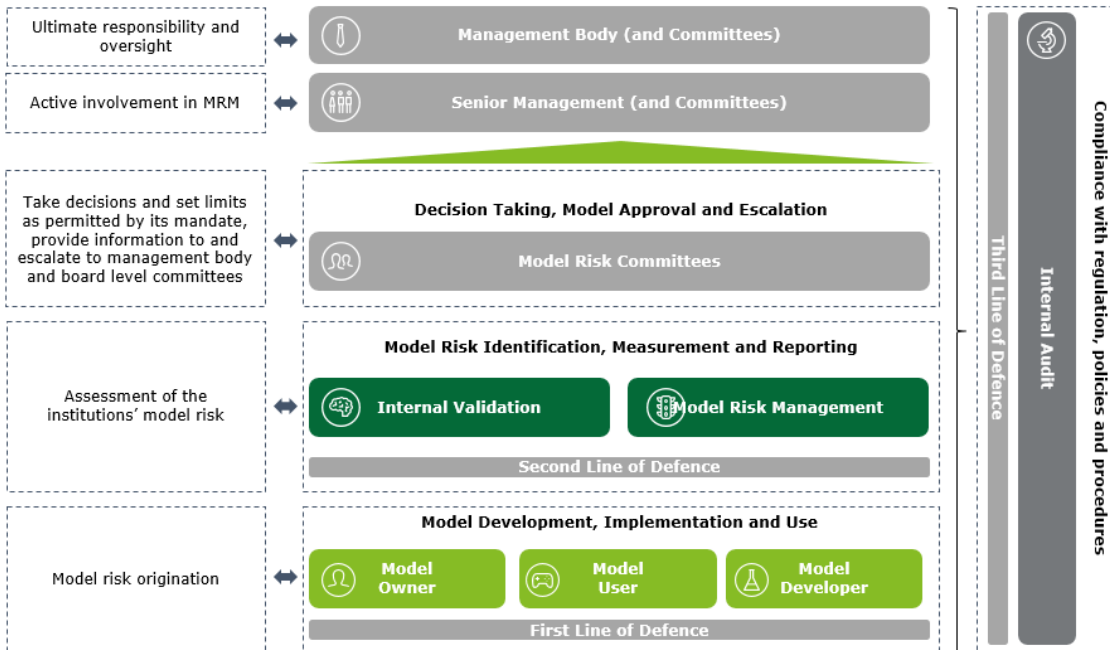 Ultimate responsibility and
oversight
Management Body (and Committees)
Active involvement in MRM
Senior Management (and Committees)
Take decisions and set limits
as permitted by its mandate,
provide information to and
escalate to management body
and board level committees
Decision Taking, Model Approval and Escalation
Model Risk Committees
Assessment of the
institutions’ model risk
Model Risk Identification, Measurement and Reporting
Internal Validation
Model Risk Management
Second Line of Defence
Model risk origination
Model Development, Implementation and Use
Model
Owner
Model
User
Model
Developer
First Line of Defence
Third Line of Defence
Internal Audit
Compliance with regulation, policies and procedures